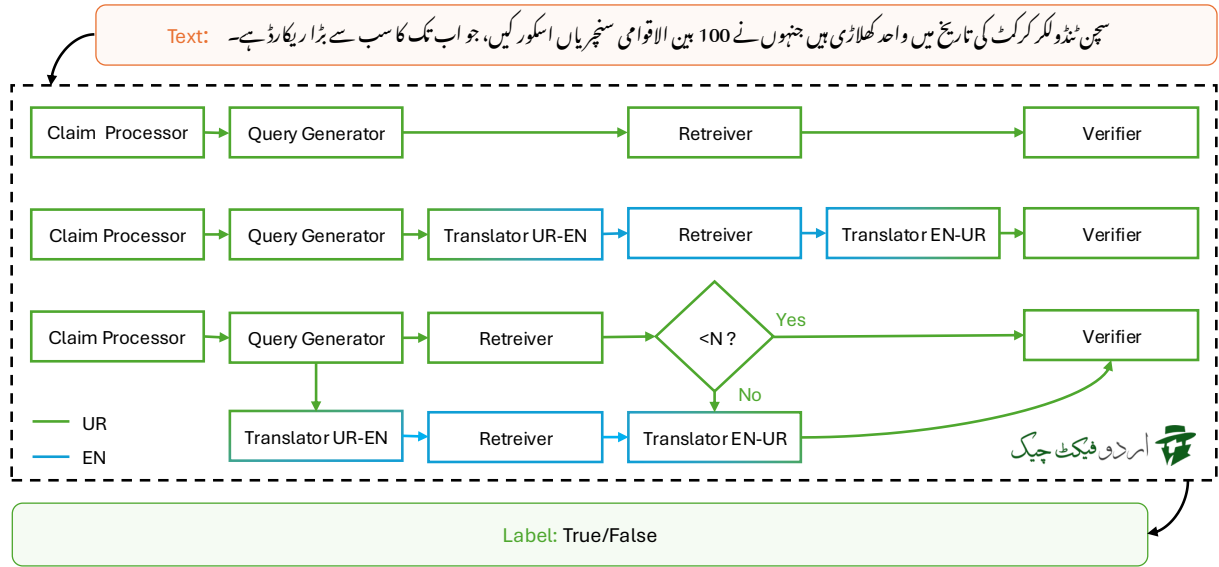 Text: سچن ٹنڈولکر کرکٹ کی تاریخ میں واحد کھلاڑی ہیں جنہوں نے 100 بین الاقوامی سنچریاں اسکور کیں، جو اب تک کا سب سے بڑا ریکارڈ ہے۔
Claim Processor
Query Generator
Retreiver
Verifier
Claim Processor
Query Generator
Translator UR-EN
Retreiver
Translator EN-UR
Verifier
Claim Processor
Query Generator
Retreiver
<N ?
Yes
Verifier
No
Translator UR-EN
Retreiver
Translator EN-UR
UR
EN
اردو فیکٹ چیک
Label: True/False